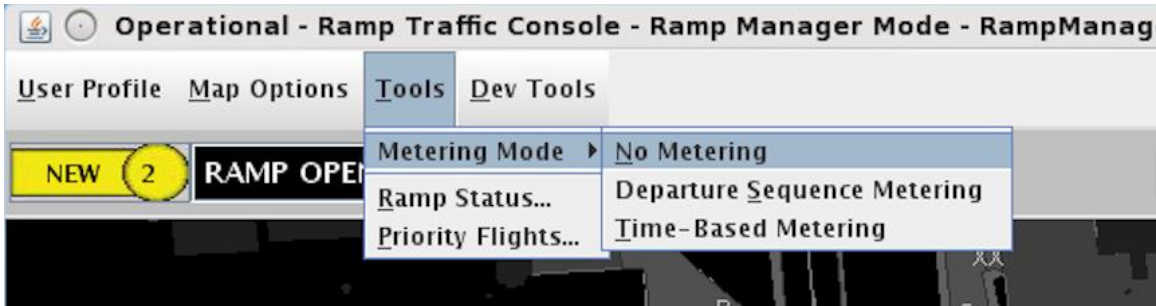 Operational - Ramp Traffic Console - Ramp Manager Mode - RampManag
User Profile Map Options Tools Dev Tools
NEW 2 RAMP OPEN
Metering Mode
No Metering
Departure Sequence Metering
Time-Based Metering
Ramp Status...
Priority Flights...
XX